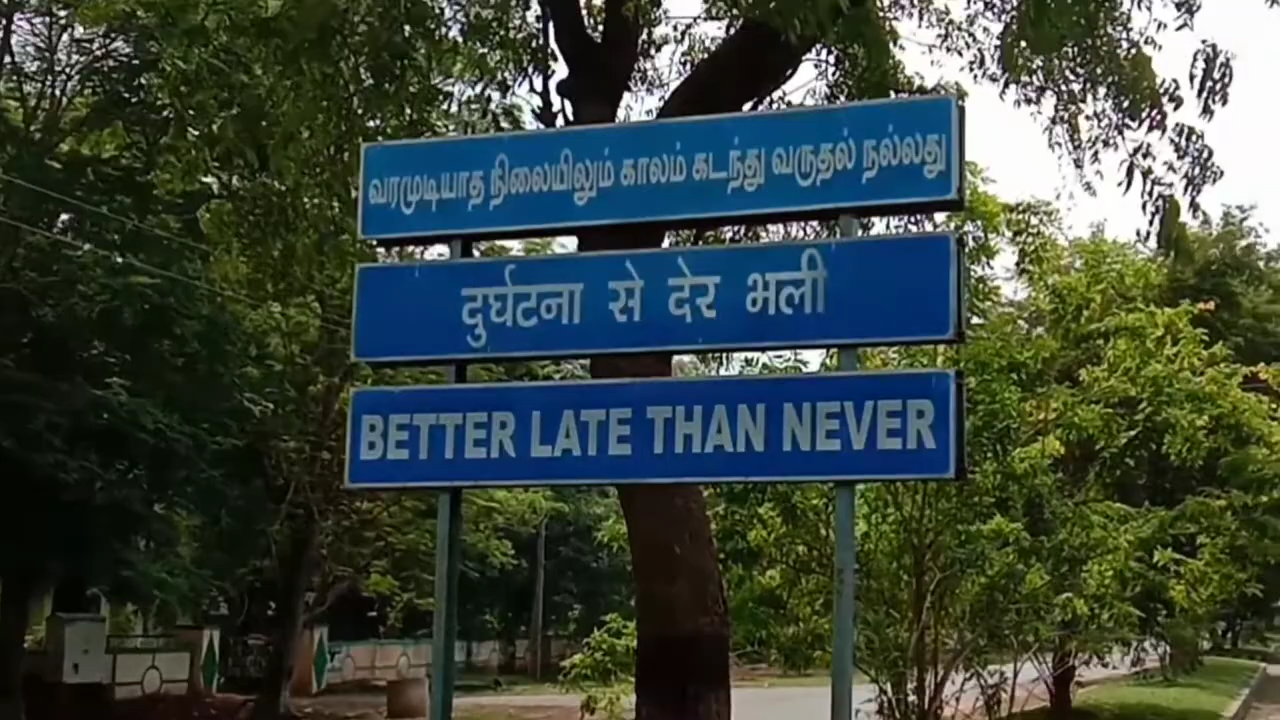 வரமுடியாத நிலையிலும் காலம் கடந்து வருதல் நல்லது
दुर्घटना से देर भली
BETTER LATE THAN NEVER